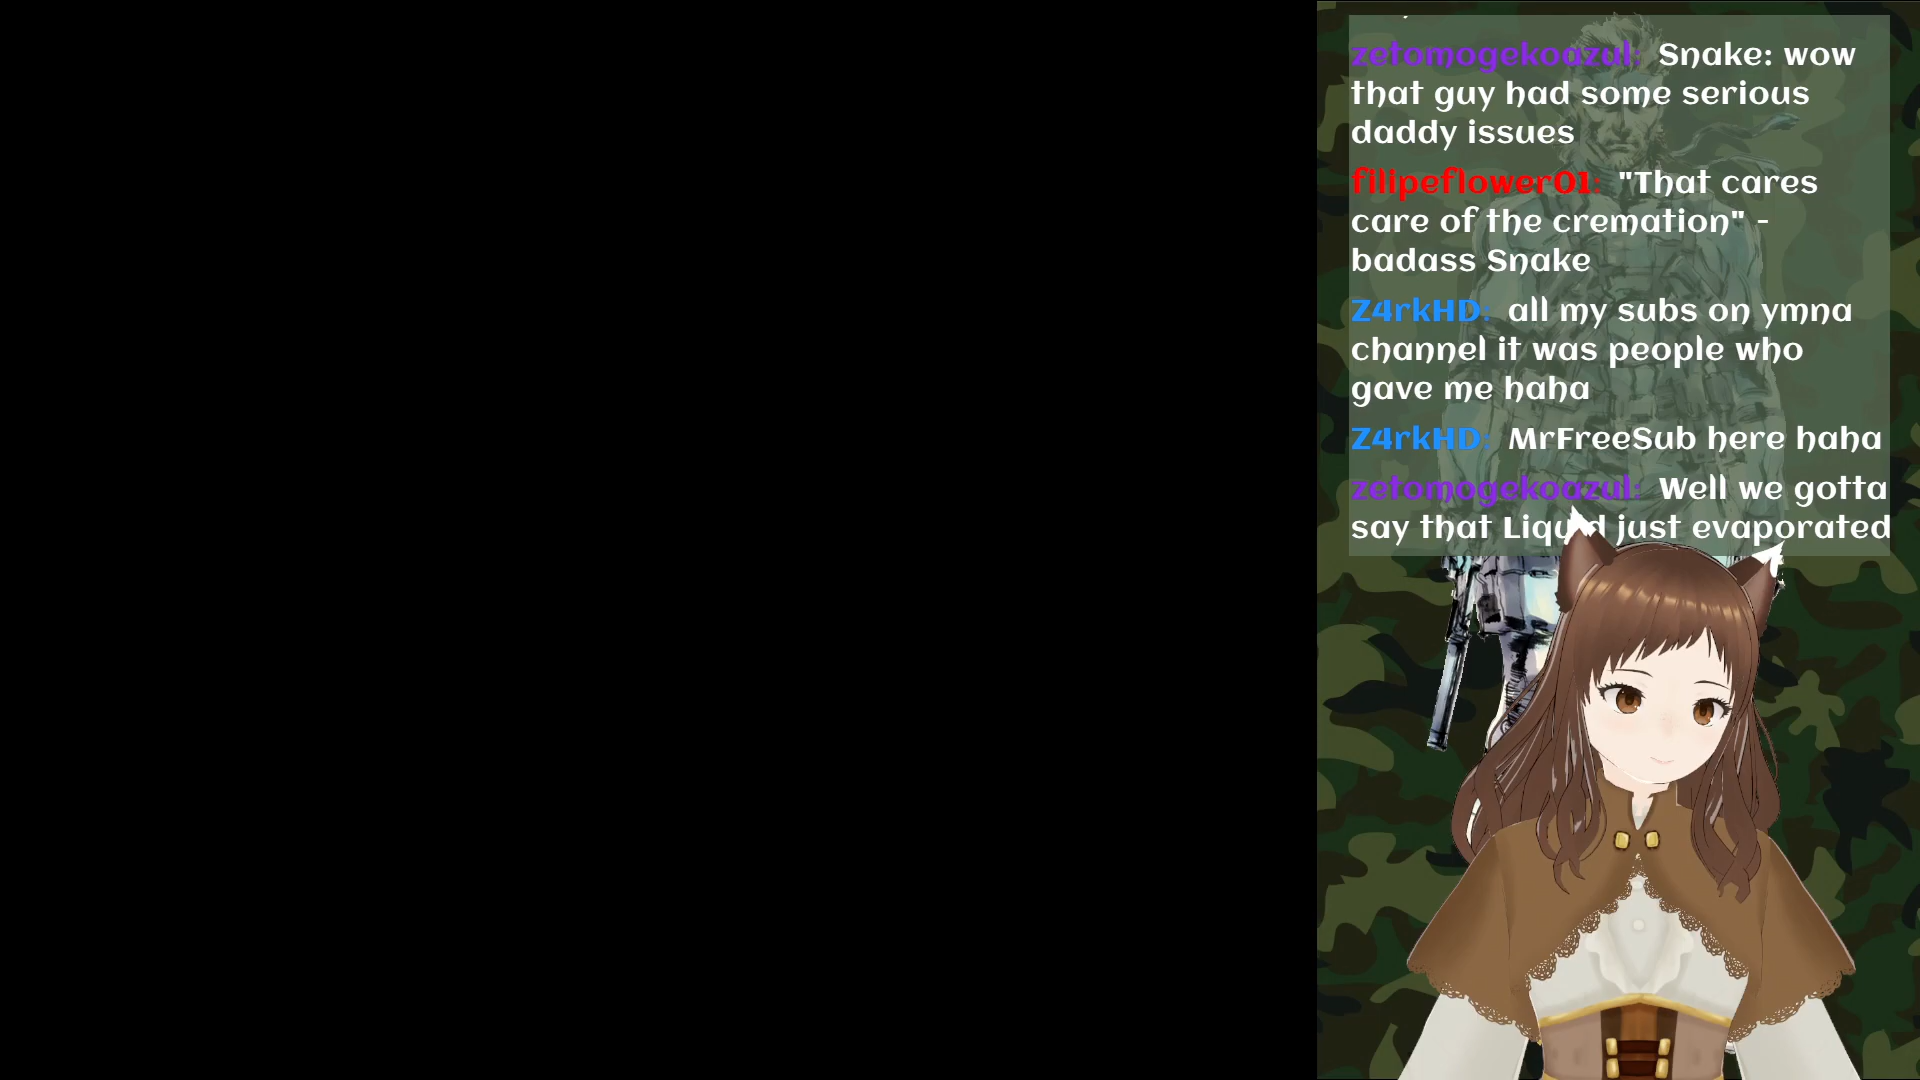 zetomogekoazul: Snake: wow
that guy had some serious
daddy issues
filipeflower01: "That cares
care of the cremation" -
badass Snake
Z4rkHD: all my subs on ymna
channel it was people who
gave me haha
Z4rkHD: MrFreeSub here haha
zetomogekoazul: Well we gotta
say that Liquid just evaporated